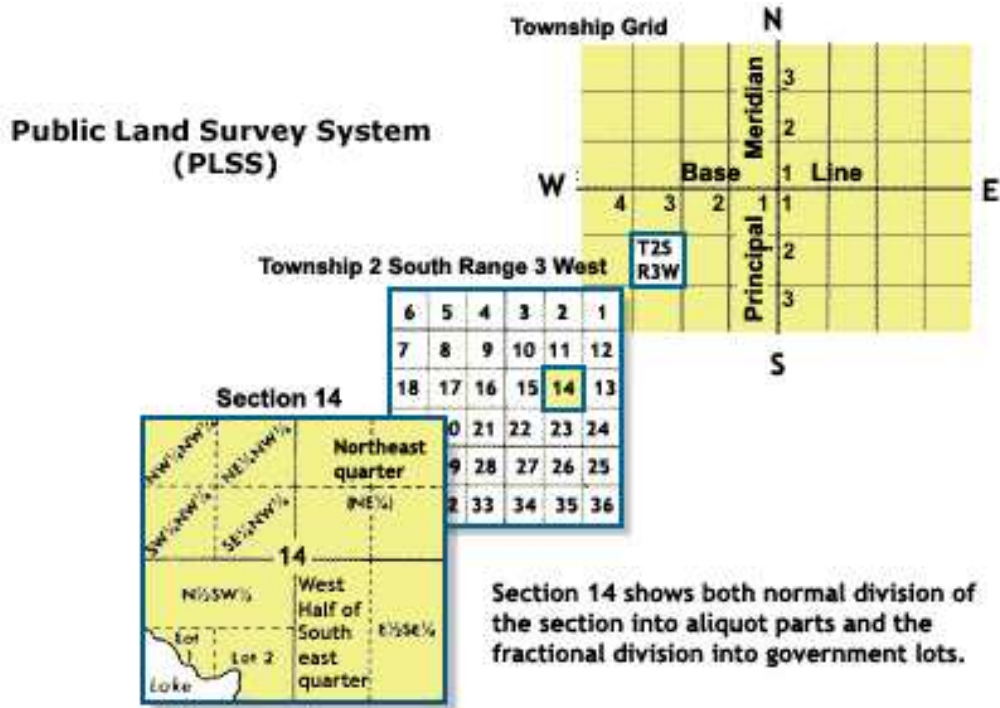 Public Land Survey System
(PLSS)
Township Grid
N
Meridian
3
2
1
Base Line
W
E
4 3 2 1 1
Principal
2
3
T2S
R3W
S
Township 2 South Range 3 West
6 5 4 3 2 1
7 8 9 10 11 12
18 17 16 15 14 13
0 21 22 23 24
9 28 27 26 25
2 33 34 35 36
Section 14
NW¼NW¼
NE¼NW¼
SW¼NW¼
SE¼NW¼
Northeast
quarter
(NE¼)
14
N½SW¼
West
Half of
South
east
quarter
E½SE¼
Lot
1
Lot 2
Lake
Section 14 shows both normal division of
the section into aliquot parts and the
fractional division into government lots.